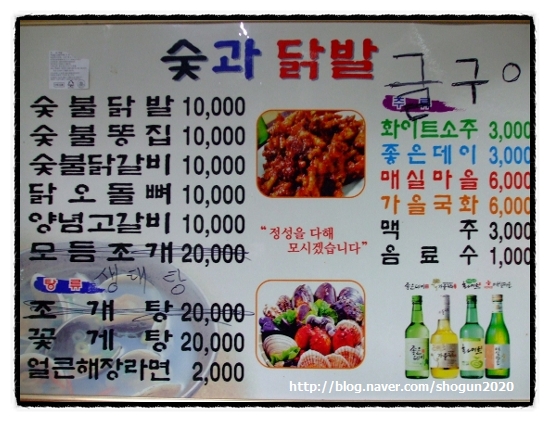 숯과 닭발
굴구이
숯불닭발 10,000
숯불똥집 10,000
숯불닭갈비 10,000
닭오돌뼈 10,000
양념고갈비 10,000
모듬조개 20,000
탕류
생태탕
조개탕 20,000
꽃게탕 20,000
얼큰해장라면 2,000
"정성을 다해
모시겠습니다"
주류
화이트소주 3,000
좋은데이 3,000
매실마을 6,000
가을국화 6,000
맥주 3,000
음료수 1,000
http://blog.naver.com/shogun2020